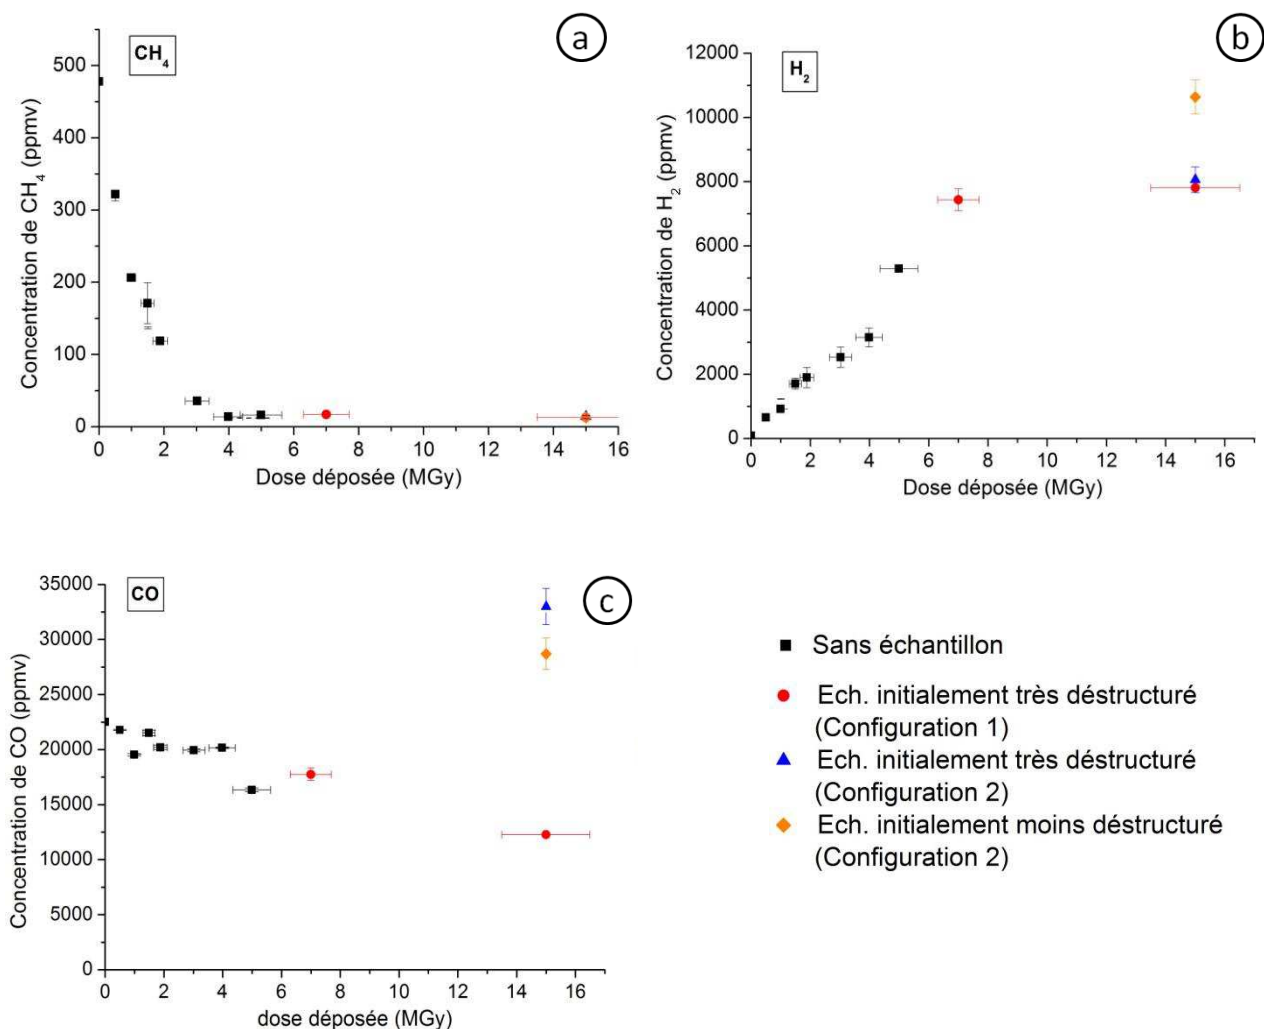 a
CH4
500
400
300
200
100
0
Concentration de CH4 (ppmv)
0 2 4 6 8 10 12 14 16
Dose déposée (MGy)
b
H2
12000
10000
8000
6000
4000
2000
0
Concentration de H2 (ppmv)
0 2 4 6 8 10 12 14 16
Dose déposée (MGy)
c
CO
35000
30000
25000
20000
15000
10000
5000
0
Concentration de CO (ppmv)
0 2 4 6 8 10 12 14 16
dose déposée (MGy)
Sans échantillon
Ech. initialement très déstructuré
(Configuration 1)
Ech. initialement très déstructuré
(Configuration 2)
Ech. initialement moins déstructuré
(Configuration 2)